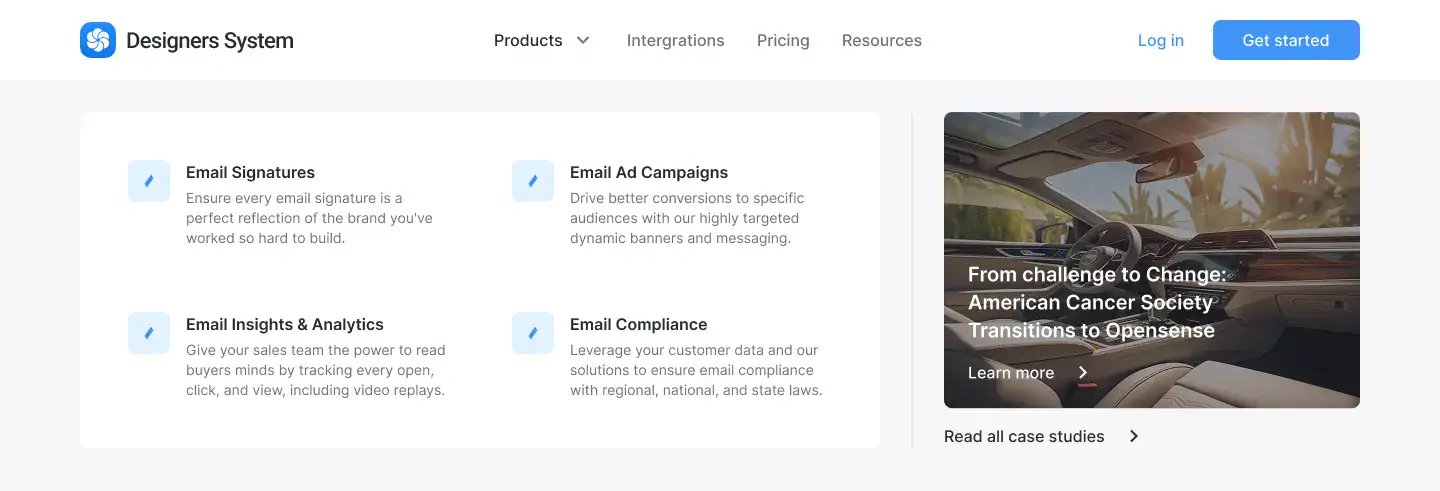 Designers System
Products
Intergrations
Pricing
Resources
Log in
Get started
Email Signatures
Ensure every email signature is a
perfect reflection of the brand you've
worked so hard to build.
Email Ad Campaigns
Drive better conversions to specific
audiences with our highly targeted
dynamic banners and messaging.
Email Insights & Analytics
Give your sales team the power to read
buyers minds by tracking every open,
click, and view, including video replays.
Email Compliance
Leverage your customer data and our
solutions to ensure email compliance
with regional, national, and state laws.
From challenge to Change:
American Cancer Society
Transitions to Opensense
Learn more
Read all case studies